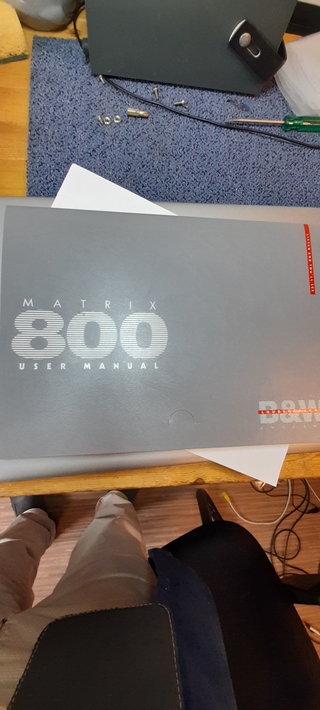 MATRIX
800
USER MANUAL
B&W